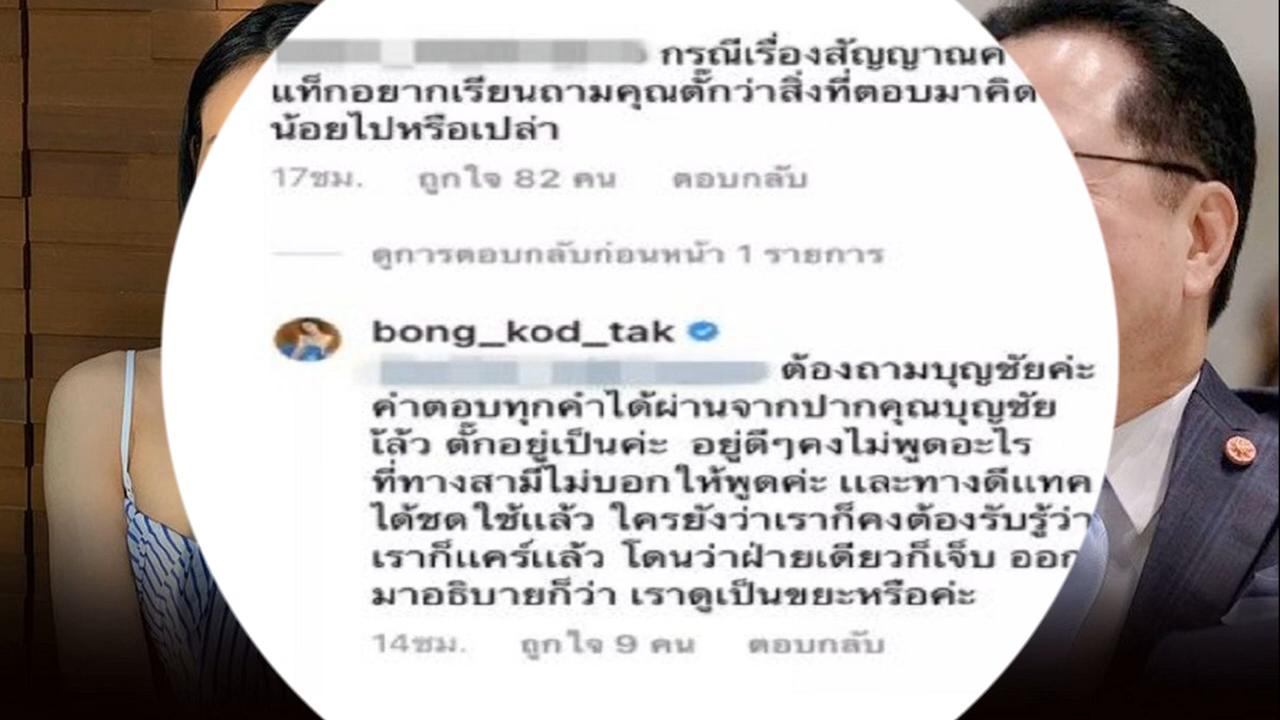 กรณีเรื่องสัญญาณค
แท็กอยากเรียนถามคุณตั๊กว่าสิ่งที่ตอบมาคิด
น้อยไปหรือเปล่า
17ชม. ถูกใจ 82 คน ตอบกลับ
ดูการตอบกลับก่อนหน้า 1 รายการ
bong_kod_tak
ต้องถามบุญชัยค่ะ
คำตอบทุกคำได้ผ่านจากปากคุณบุญชัย
เเล้ว ตั๊กอยู่เป็นค่ะ อยู่ดีๆคงไม่พูดอะไร
ที่ทางสามีไม่บอกให้พูดค่ะ เเละทางดีแทค
ได้ชดใช้เเล้ว ใครยังว่าเราก็คงต้องรับรู้ว่า
เราก็เเคร์เเล้ว โดนว่าฝ่ายเดียวก็เจ็บ ออก
มาอธิบายก็ว่า เราดูเป็นขยะหรือค่ะ
14ชม. ถูกใจ 9 คน ตอบกลับ